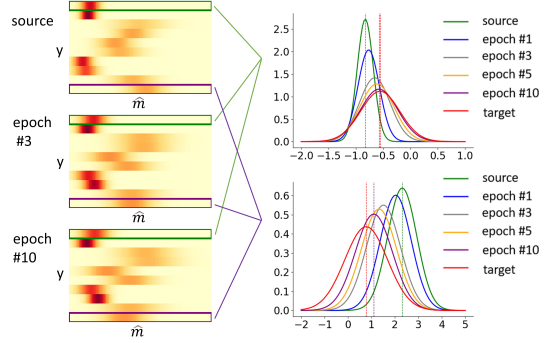 source
y
m̂
epoch
#3
y
m̂
epoch
#10
y
m̂
2.5
2.0
1.5
1.0
0.5
0.0
−2.0 −1.5 −1.0 −0.5 0.0 0.5 1.0
source
epoch #1
epoch #3
epoch #5
epoch #10
target
0.6
0.5
0.4
0.3
0.2
0.1
0.0
−2 −1 0 1 2 3 4 5
source
epoch #1
epoch #3
epoch #5
epoch #10
target